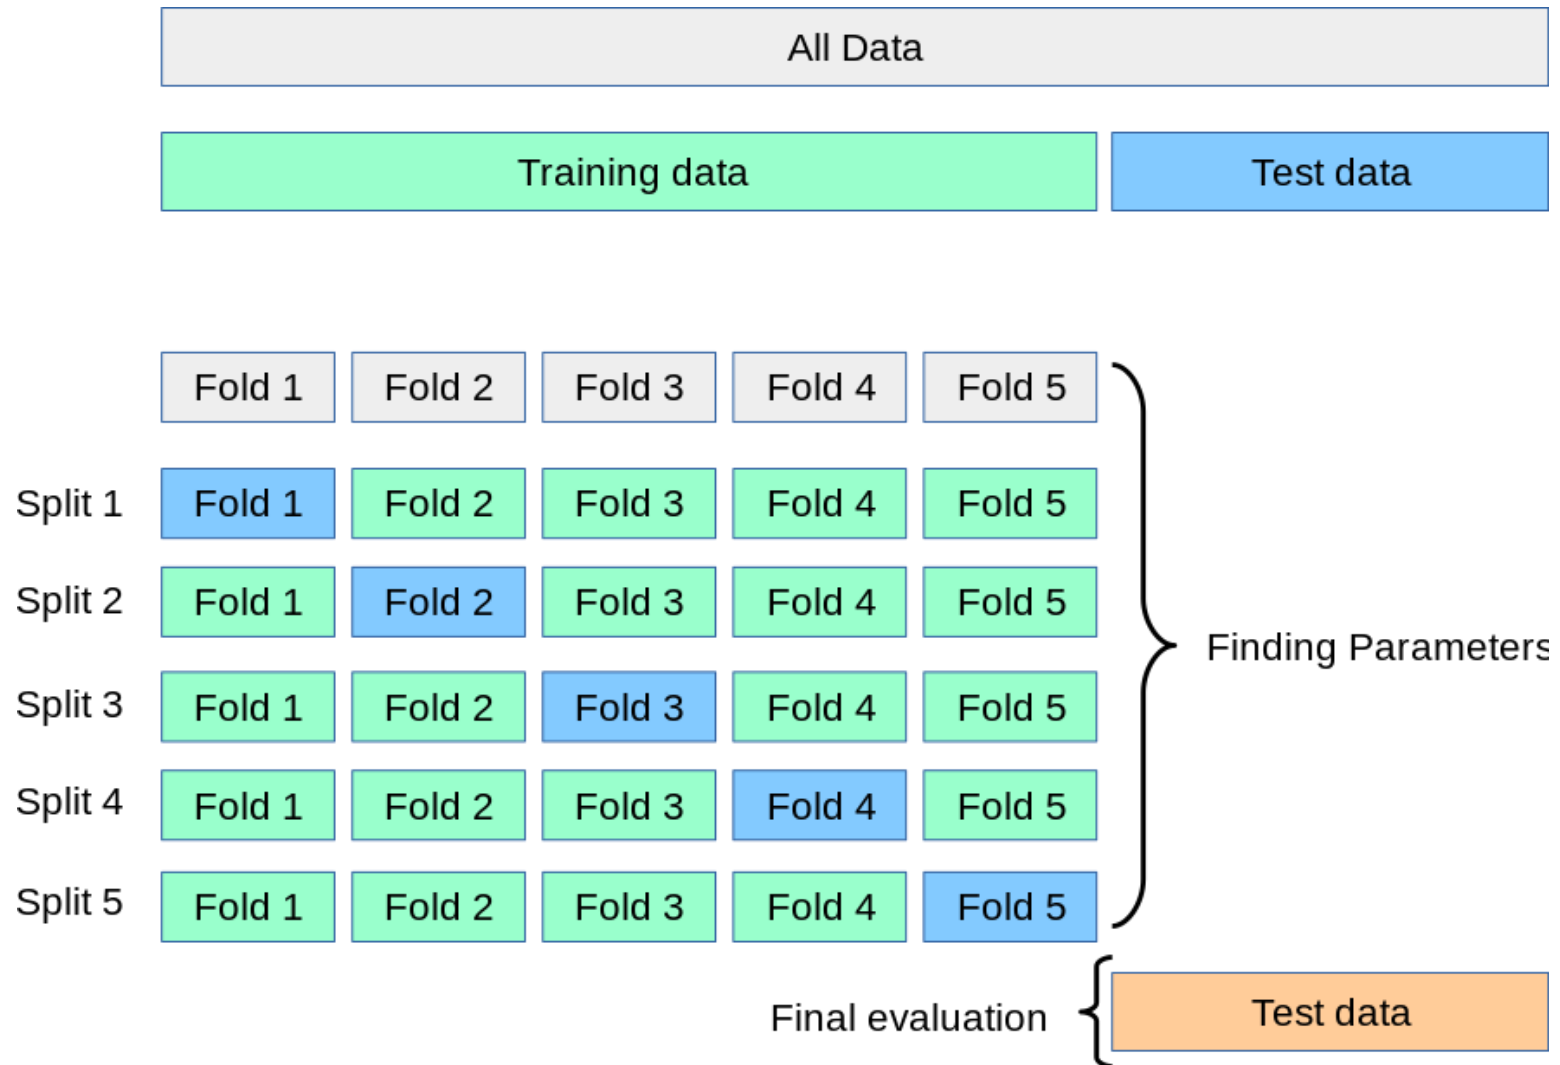 All Data
Training data Test data
Fold 1 Fold 2 Fold 3 Fold 4 Fold 5
Split 1 Fold 1 Fold 2 Fold 3 Fold 4 Fold 5
Split 2 Fold 1 Fold 2 Fold 3 Fold 4 Fold 5
Finding Parameters
Split 3 Fold 1 Fold 2 Fold 3 Fold 4 Fold 5
Split 4 Fold 1 Fold 2 Fold 3 Fold 4 Fold 5
Split 5 Fold 1 Fold 2 Fold 3 Fold 4 Fold 5
Final evaluation Test data